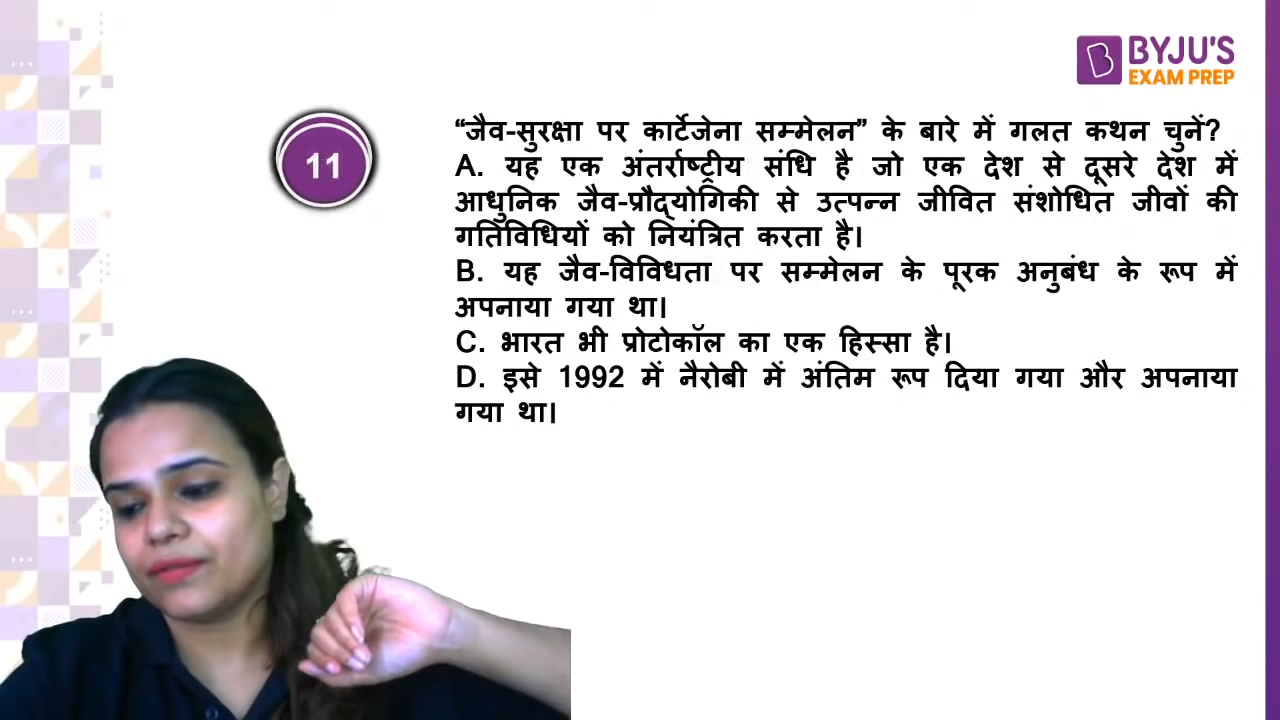 BYJU'S
EXAM PREP
11
“जैव-सुरक्षा पर कार्टेजेना सम्मेलन” के बारे में गलत कथन चुनें?
A. यह एक अंतर्राष्ट्रीय संधि है जो एक देश से दूसरे देश में
आधुनिक जैव-प्रौद्योगिकी से उत्पन्न जीवित संशोधित जीवों की
गतिविधियों को नियंत्रित करता है।
B. यह जैव-विविधता पर सम्मेलन के पूरक अनुबंध के रूप में
अपनाया गया था।
C. भारत भी प्रोटोकॉल का एक हिस्सा है।
D. इसे 1992 में नैरोबी में अंतिम रूप दिया गया और अपनाया
गया था।